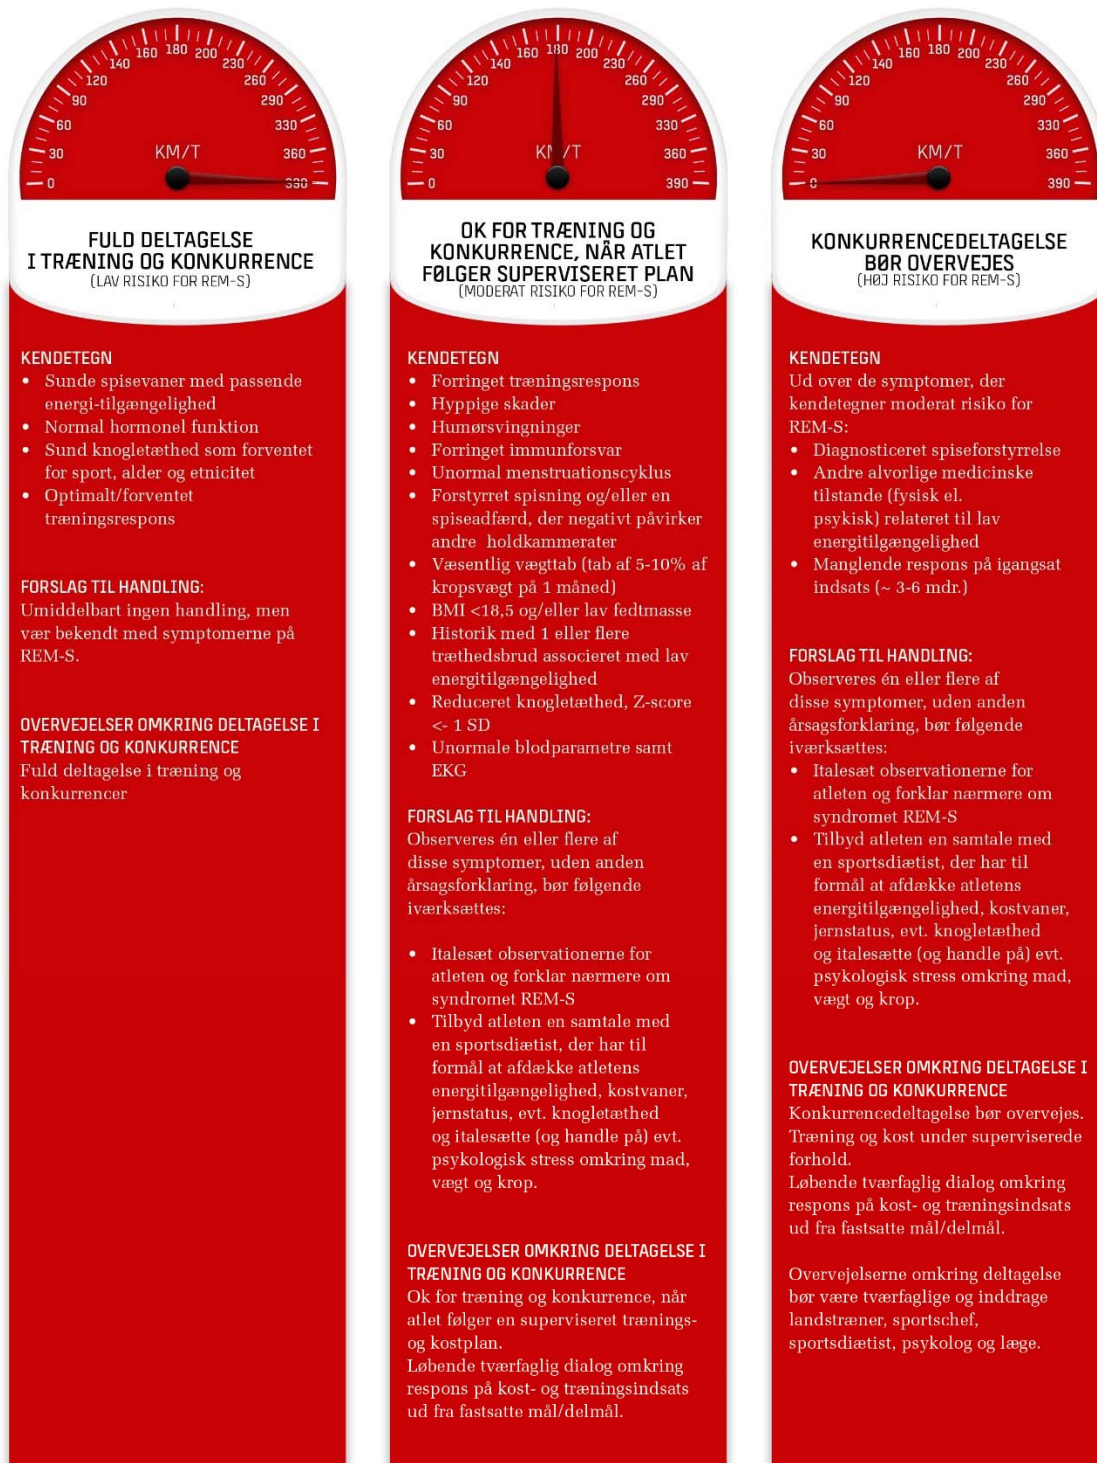 0
30
60
90
120
140
160
180
200
230
260
290
330
360
KM/T
FULD DELTAGELSE
I TRÆNING OG KONKURRENCE
(LAV RISIKO FOR REM-S)
KENDETEGN
• Sunde spisevaner med passende
energi-tilgængelighed
• Normal hormonel funktion
• Sund knogletæthed som forventet
for sport, alder og etnicitet
• Optimalt/forventet
træningsrespons
FORSLAG TIL HANDLING:
Umiddelbart ingen handling, men
vær bekendt med symptomerne på
REM-S.
OVERVEJELSER OMKRING DELTAGELSE I
TRÆNING OG KONKURRENCE
Fuld deltagelse i træning og
konkurrencer
0
30
60
90
120
140
160
180
200
230
260
290
330
360
390
KM/T
OK FOR TRÆNING OG
KONKURRENCE, NÅR ATLET
FØLGER SUPERVISERET PLAN
(MODERAT RISIKO FOR REM-S)
KENDETEGN
• Forringet træningsrespons
• Hyppige skader
• Humørsvingninger
• Forringet immunforsvar
• Unormal menstruationscyklus
• Forstyrret spisning og/eller en
spiseadfærd, der negativt påvirker
andre holdkammerater
• Væsentlig vægttab (tab af 5-10% af
kropsvægt på 1 måned)
• BMI <18,5 og/eller lav fedtmasse
• Historik med 1 eller flere
træthedsbrud associeret med lav
energitilgængelighed
• Reduceret knogletæthed, Z-score
<- 1 SD
• Unormale blodparametre samt
EKG
FORSLAG TIL HANDLING:
Observeres én eller flere af
disse symptomer, uden anden
årsagsforklaring, bør følgende
iværksættes:
• Italesæt observationerne for
atleten og forklar nærmere om
syndromet REM-S
• Tilbyd atleten en samtale med
en sportsdiætist, der har til
formål at afdække atletens
energitilgængelighed, kostvaner,
jernstatus, evt. knogletæthed
og italesætte (og handle på) evt.
psykologisk stress omkring mad,
vægt og krop.
OVERVEJELSER OMKRING DELTAGELSE I
TRÆNING OG KONKURRENCE
Ok for træning og konkurrence, når
atlet følger en superviseret trænings-
og kostplan.
Løbende tværfaglig dialog omkring
respons på kost- og træningsindsats
ud fra fastsatte mål/delmål.
0
30
60
90
120
140
160
180
200
230
260
290
330
360
390
KM/T
KONKURRENCEDELTAGELSE
BØR OVERVEJES
(HØJ RISIKO FOR REM-S)
KENDETEGN
Ud over de symptomer, der
kendetegner moderat risiko for
REM-S:
• Diagnosticeret spiseforstyrrelse
• Andre alvorlige medicinske
tilstande (fysisk el.
psykisk) relateret til lav
energitilgængelighed
• Manglende respons på igangsat
indsats (~ 3-6 mdr.)
FORSLAG TIL HANDLING:
Observeres én eller flere af
disse symptomer, uden anden
årsagsforklaring, bør følgende
iværksættes:
• Italesæt observationerne for
atleten og forklar nærmere om
syndromet REM-S
• Tilbyd atleten en samtale med
en sportsdiætist, der har til
formål at afdække atletens
energitilgængelighed, kostvaner,
jernstatus, evt. knogletæthed
og italesætte (og handle på) evt.
psykologisk stress omkring mad,
vægt og krop.
OVERVEJELSER OMKRING DELTAGELSE I
TRÆNING OG KONKURRENCE
Konkurrencedeltagelse bør overvejes.
Træning og kost under superviserede
forhold.
Løbende tværfaglig dialog omkring
respons på kost- og træningsindsats
ud fra fastsatte mål/delmål.
Overvejelserne omkring deltagelse
bør være tværfaglige og inddrage
landstræner, sportschef,
sportsdiætist, psykolog og læge.